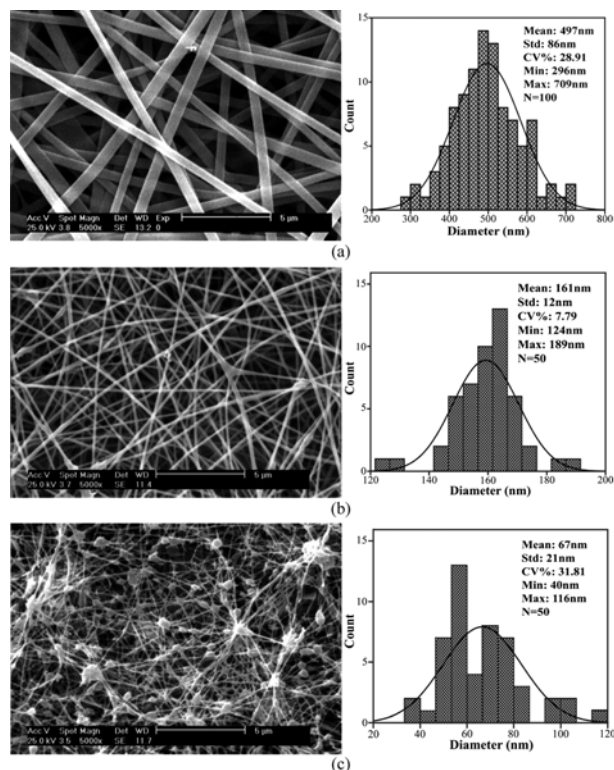 15
10
5
0
Count
Mean: 497nm
Std: 86nm
CV%: 28.91
Min: 296nm
Max: 709nm
N=100
200 300 400 500 600 700 800
Diameter (nm)
Acc.V Spot Magn Det WD Exp
25.0 kV 3.8 5000x SE 13.2 0
5 µm
(a)
15
10
5
0
Count
Mean: 161nm
Std: 12nm
CV%: 7.79
Min: 124nm
Max: 189nm
N=50
120 140 160 180 200
Diameter (nm)
Acc.V Spot Magn Det WD
25.0 kV 3.7 5000x SE 11.4
5 µm
(b)
15
10
5
0
Count
Mean: 67nm
Std: 21nm
CV%: 31.81
Min: 40nm
Max: 116nm
N=50
20 40 60 80 100 120
Diameter (nm)
Acc.V Spot Magn Det WD
25.0 kV 3.5 5000x SE 11.7
5 µm
(c)